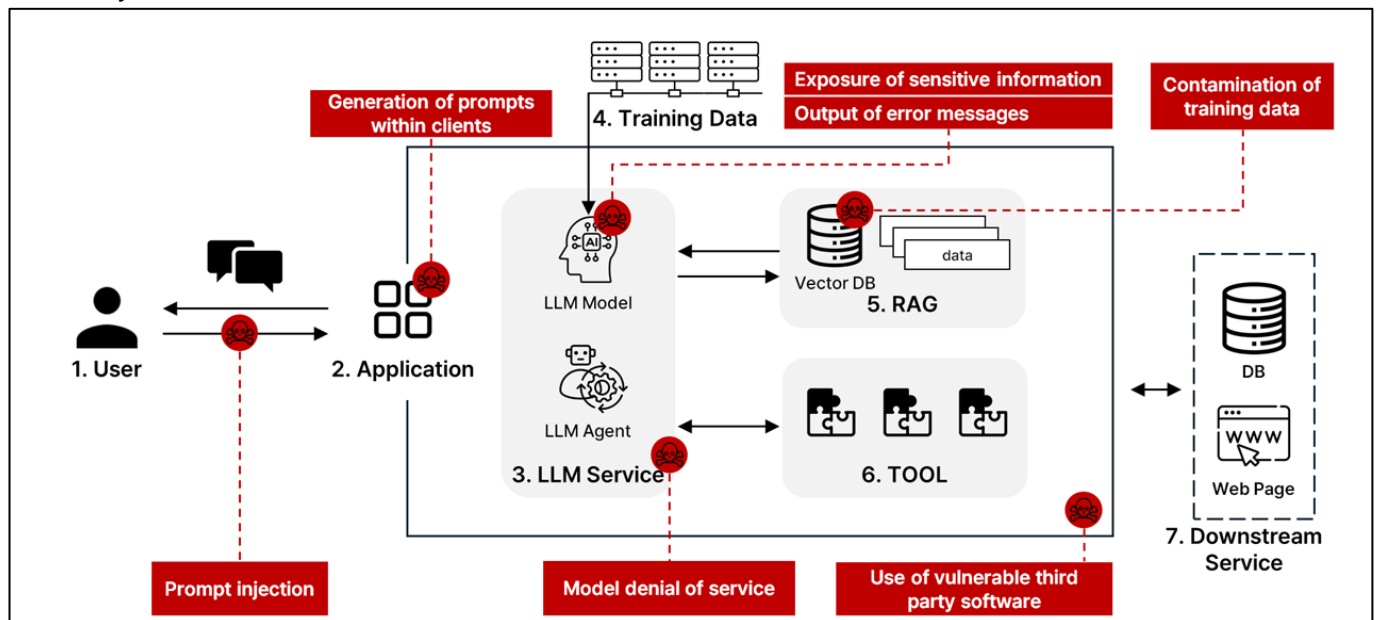 Generation of prompts
within clients
4. Training Data
Exposure of sensitive information
Output of error messages
Contamination of
training data
AI
LLM Model
Vector DB
data
5. RAG
1. User
2. Application
LLM Agent
3. LLM Service
6. TOOL
DB
WWW
Web Page
7. Downstream
Service
Prompt injection
Model denial of service
Use of vulnerable third
party software